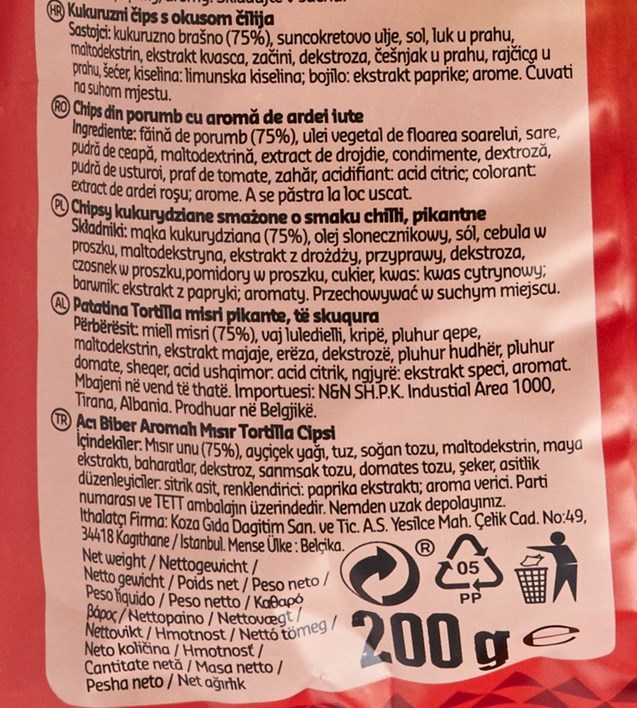 HR Kukuruzni čips s okusom čilija
Sastojci: kukuruzno brašno (75%), suncokretovo ulje, sol, luk u prahu,
maltodekstrin, ekstrakt kvasca, začini, dekstroza, češnjak u prahu, rajčica u
prahu, šećer, kiselina: limunska kiselina; bojilo: ekstrakt paprike; arome. Čuvati
na suhom mjestu.
RO Chips din porumb cu aromă de ardei iute
Ingrediente: făină de porumb (75%), ulei vegetal de floarea soarelui, sare,
pudră de ceapă, maltodextrină, extract de drojdie, condimente, dextroză,
pudră de usturoi, praf de tomate, zahăr, acidifiant: acid citric; colorant:
extract de ardei roşu; arome. A se păstra la loc uscat.
PL Chipsy kukurydziane smażone o smaku chilli, pikantne
Składniki: mąka kukurydziana (75%), olej slonecznikowy, sól, cebula w
proszku, maltodekstryna, ekstrakt z drożdży, przyprawy, dekstroza,
czosnek w proszku, pomidory w proszku, cukier, kwas: kwas cytrynowy;
barwnik: ekstrakt z papryki; aromaty. Przechowywać w suchym miejscu.
AL Patatina Tortilla misri pikante, të skuqura
Përbërësit: miell misri (75%), vaj luledielli, kripë, pluhur qepe,
maltodekstrin, ekstrakt majaje, erëza, dekstrozë, pluhur hudhër, pluhur
domate, sheqer, acid ushqimor: acid citrik, ngjyrë: ekstrakt speci, aromat.
Mbajeni në vend të thatë. Importuesi: N&N SH.P.K. Industial Area 1000,
Tirana, Albania. Prodhuar në Belgjikë.
TR Acı Biber Aromalı Mısır Tortilla Cipsi
İçindekiler: Mısır unu (75%), ayçiçek yağı, tuz, soğan tozu, maltodekstrin, maya
ekstraktı, baharatlar, dekstroz, sarımsak tozu, domates tozu, şeker, asitlik
düzenleyiciler: sitrik asit, renklendirici: paprika ekstraktı; aroma verici. Parti
numarası ve TETT ambalajın üzerindedir. Nemden uzak depolayınız.
İthalatçı Firma: Koza Gıda Dagitim San. ve Tic. A.S. Yesilce Mah. Çelik Cad. No:49,
34418 Kagıthane / Istanbul. Mense Ülke : Belçika.
Net weight / Nettogewicht /
Netto gewicht / Poids net / Peso neto /
Peso líquido / Peso netto / Καθαρό
βάρος / Nettopaino / Nettovægt /
Nettovikt / Hmotnost / Nettó tömeg /
Neto količina / Hmotnosť /
Cantitate netă / Masa netto /
Pesha neto / Net ağırlık
®
05
PP
200 g e